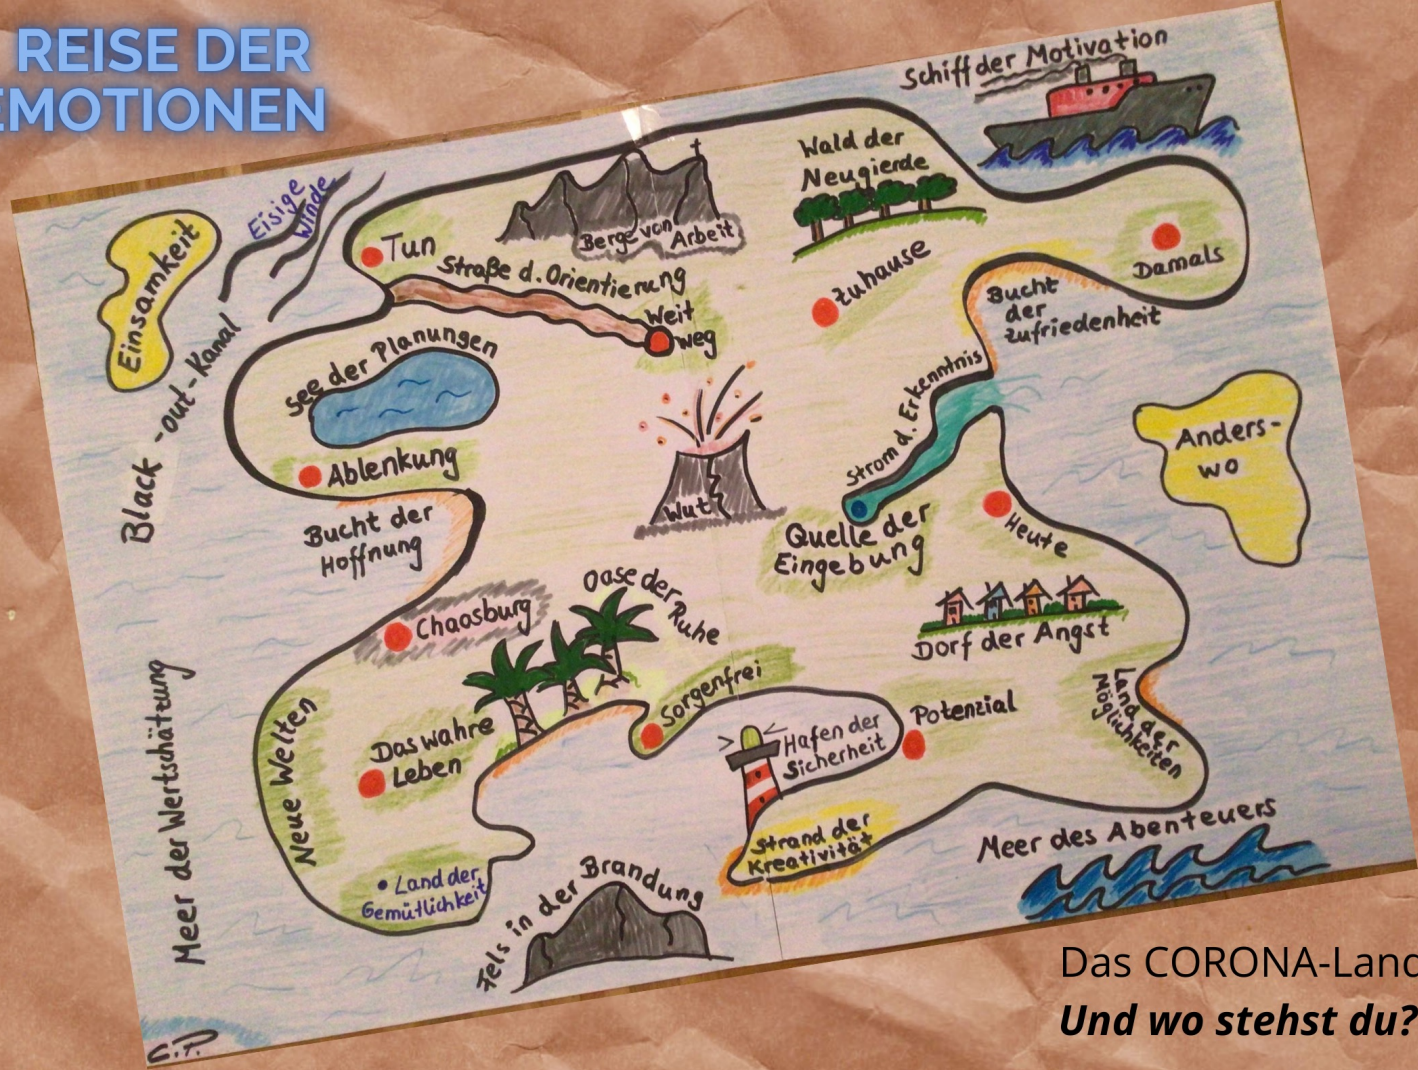 REISE DER
EMOTIONEN
Schiff der Motivation
Wald der
Neugierde
Eisige
Winde
Einsamkeit
Tun
Berge von Arbeit
Straße d. Orientierung
Damals
Zuhause
Bucht
der
Zufriedenheit
Weit
weg
Black-out-Kanal
See der Planungen
Strom d. Erkenntnis
Anders-
wo
Ablenkung
Wut
Bucht der
Hoffnung
Quelle der
Eingebung
Heute
Chaosburg
Oase der Ruhe
Dorf der Angst
Sorgenfrei
Land der
Möglichkeiten
Neue Welten
Das wahre
Leben
Hafen der
Sicherheit
Potenzial
Meer der Wertschätzung
Strand der
Kreativität
Meer des Abenteuers
• Land der
Gemütlichkeit
Fels in der Brandung
C.P.
Das CORONA-Land
Und wo stehst du?